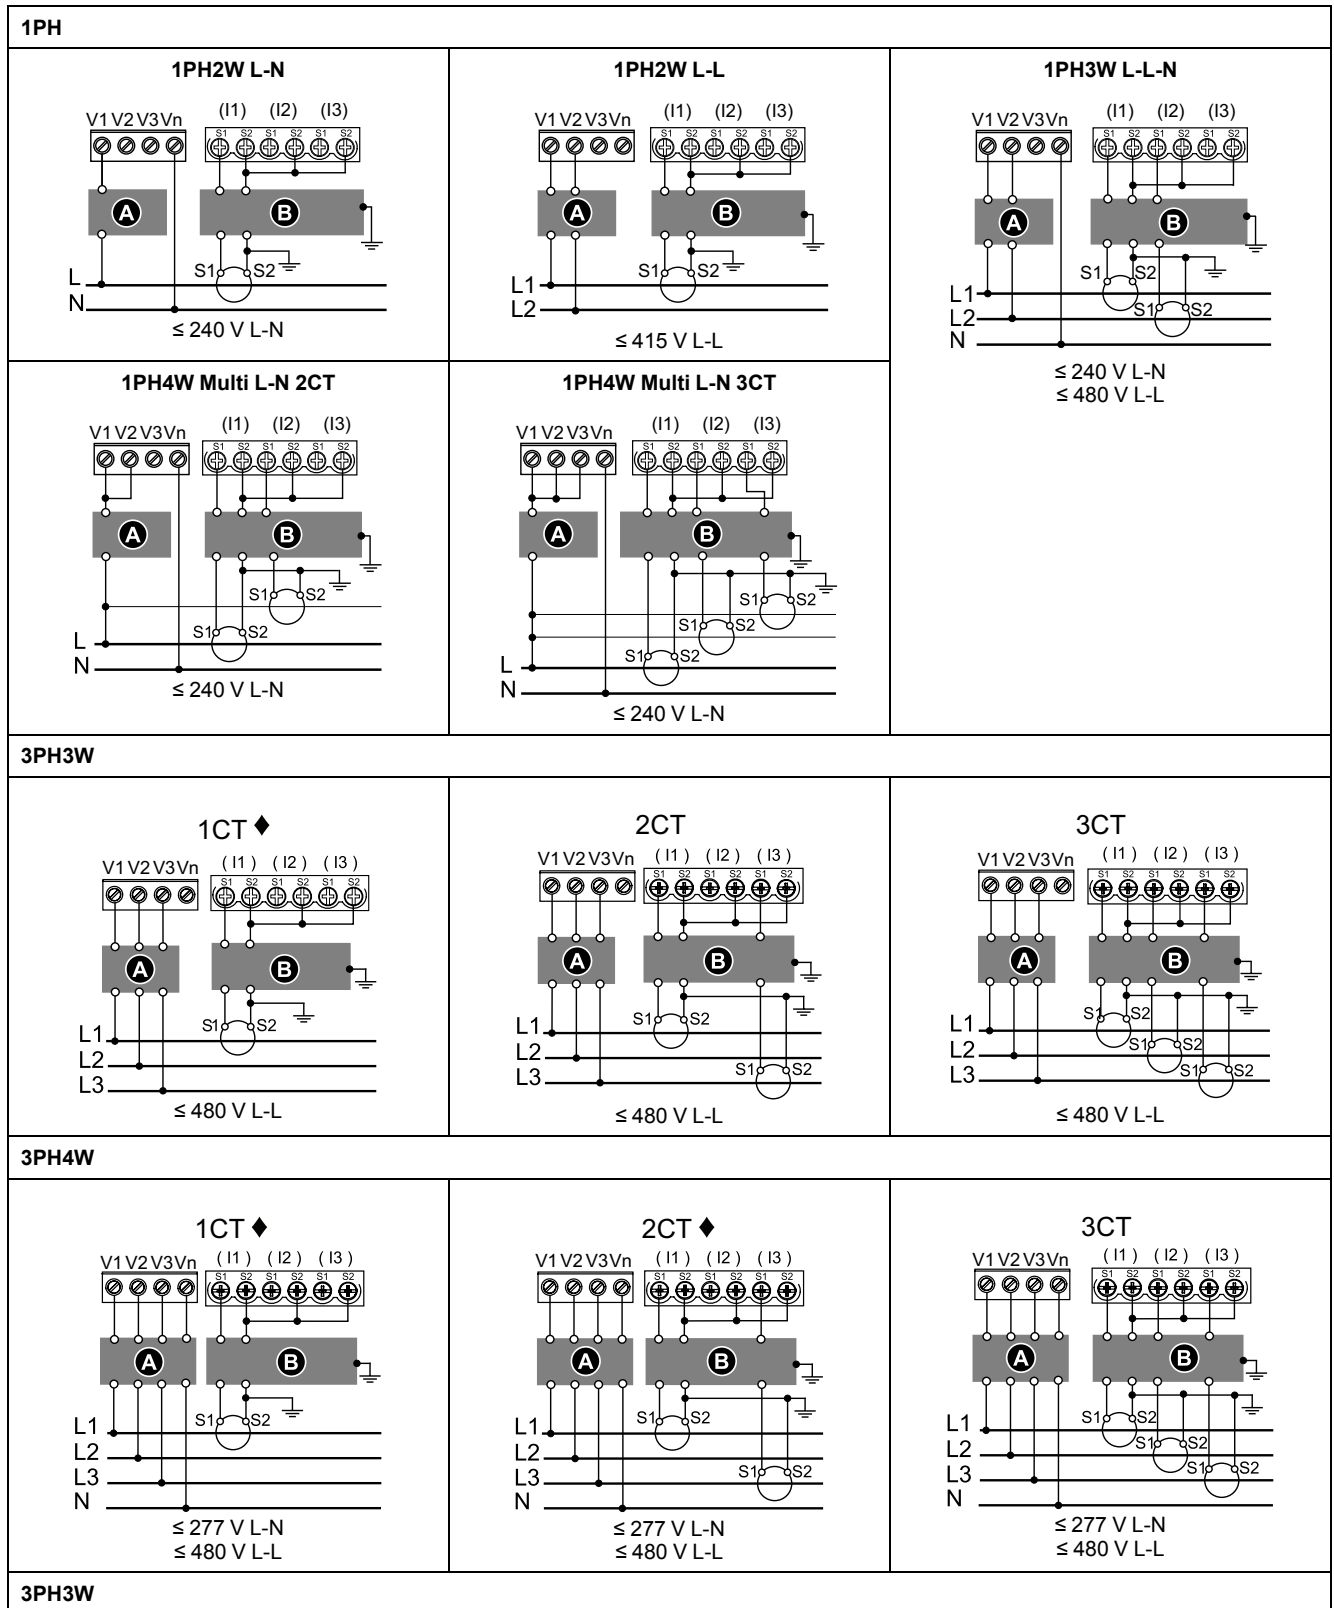 1PH
1PH2W L-N
V1 V2 V3 Vn (I1) (I2) (I3)
S1 S2 S1 S2 S1 S2
A B
S1 S2
L
N
≤ 240 V L-N
1PH2W L-L
V1 V2 V3 Vn (I1) (I2) (I3)
S1 S2 S1 S2 S1 S2
A B
S1 S2
L1
L2
≤ 415 V L-L
1PH3W L-L-N
V1 V2 V3 Vn (I1) (I2) (I3)
S1 S2 S1 S2 S1 S2
A B
S1 S2
L1
S1 S2
L2
N
≤ 240 V L-N
≤ 480 V L-L
1PH4W Multi L-N 2CT
V1 V2 V3 Vn (I1) (I2) (I3)
S1 S2 S1 S2 S1 S2
A B
S1 S2
S1 S2
L
N
≤ 240 V L-N
1PH4W Multi L-N 3CT
V1 V2 V3 Vn (I1) (I2) (I3)
S1 S2 S1 S2 S1 S2
A B
S1 S2
S1 S2
S1 S2
L
N
≤ 240 V L-N
3PH3W
1CT ♦
V1 V2 V3 Vn ( I1 ) ( I2 ) ( I3 )
S1 S2 S1 S2 S1 S2
A B
S1 S2
L1
L2
L3
≤ 480 V L-L
2CT
V1 V2 V3 Vn ( I1 ) ( I2 ) ( I3 )
S1 S2 S1 S2 S1 S2
A B
S1 S2
L1
L2
S1 S2
L3
≤ 480 V L-L
3CT
V1 V2 V3 Vn ( I1 ) ( I2 ) ( I3 )
S1 S2 S1 S2 S1 S2
A B
S1 S2
L1
S1 S2
L2
S1 S2
L3
≤ 480 V L-L
3PH4W
1CT ♦
V1 V2 V3 Vn ( I1 ) ( I2 ) ( I3 )
S1 S2 S1 S2 S1 S2
A B
S1 S2
L1
L2
L3
N
≤ 277 V L-N
≤ 480 V L-L
2CT ♦
V1 V2 V3 Vn ( I1 ) ( I2 ) ( I3 )
S1 S2 S1 S2 S1 S2
A B
S1 S2
L1
L2
S1 S2
L3
N
≤ 277 V L-N
≤ 480 V L-L
3CT
V1 V2 V3 Vn ( I1 ) ( I2 ) ( I3 )
S1 S2 S1 S2 S1 S2
A B
S1 S2
L1
S1 S2
L2
S1 S2
L3
N
≤ 277 V L-N
≤ 480 V L-L
3PH3W